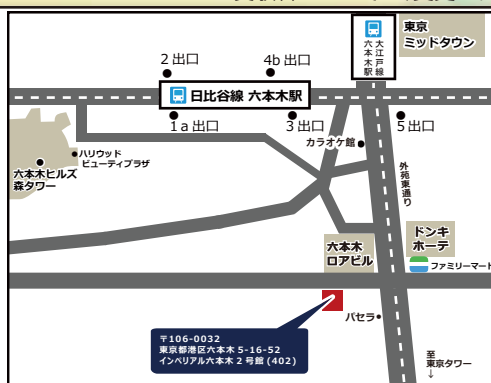 東京
ミッドタウン
大江戸線
六本木駅
2出口
4b出口
日比谷線 六本木駅
1a出口
3出口
5出口
カラオケ館
ハリウッド
ビューティプラザ
六本木ヒルズ
森タワー
外苑東通り
六本木
ロアビル
ドンキ
ホーテ
ファミリーマート
パセラ
〒106-0032
東京都港区六本木5-16-52
インペリアル六本木2号館(402)
至
東京タワー
↓